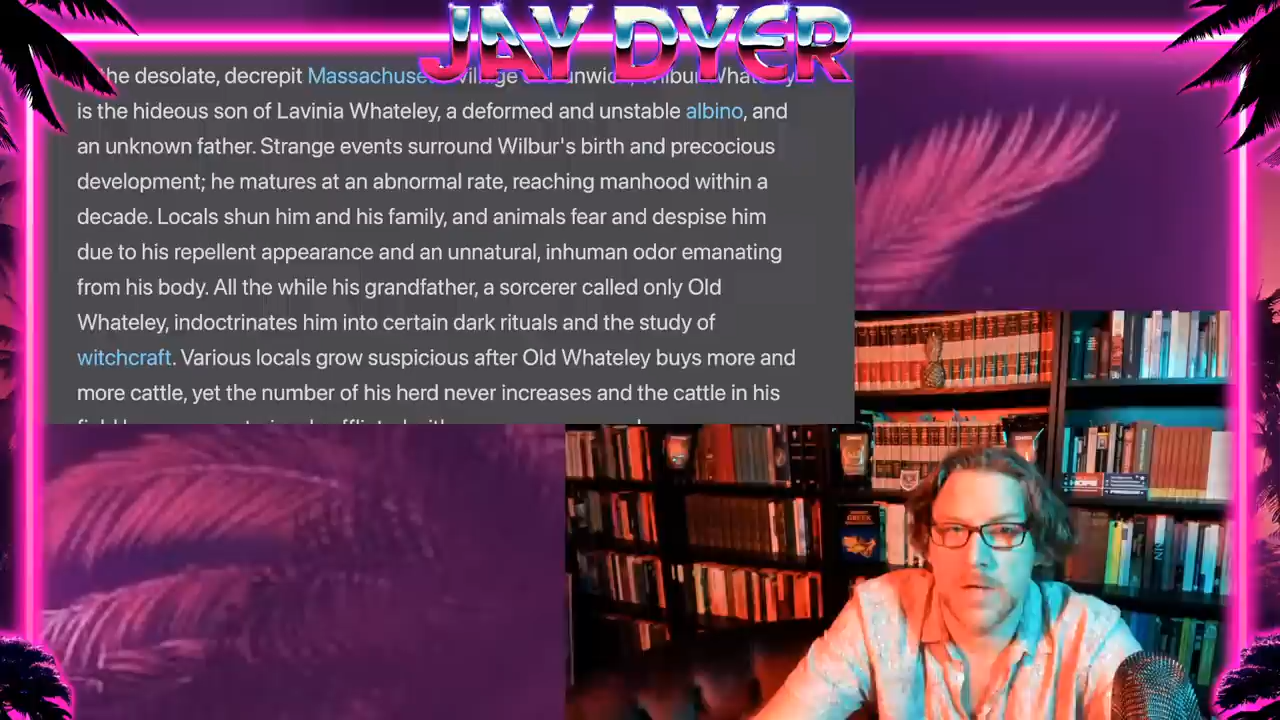 JAY DYER
the desolate, decrepit
is the hideous son of Lavinia Whateley, a deformed and unstable albino, and
an unknown father. Strange events surround Wilbur's birth and precocious
development; he matures at an abnormal rate, reaching manhood within a
decade. Locals shun him and his family, and animals fear and despise him
due to his repellent appearance and an unnatural, inhuman odor emanating
from his body. All the while his grandfather, a sorcerer called only Old
Whateley, indoctrinates him into certain dark rituals and the study of
witchcraft. Various locals grow suspicious after Old Whateley buys more and
more cattle, yet the number of his herd never increases and the cattle in his
GREEK
HOPE